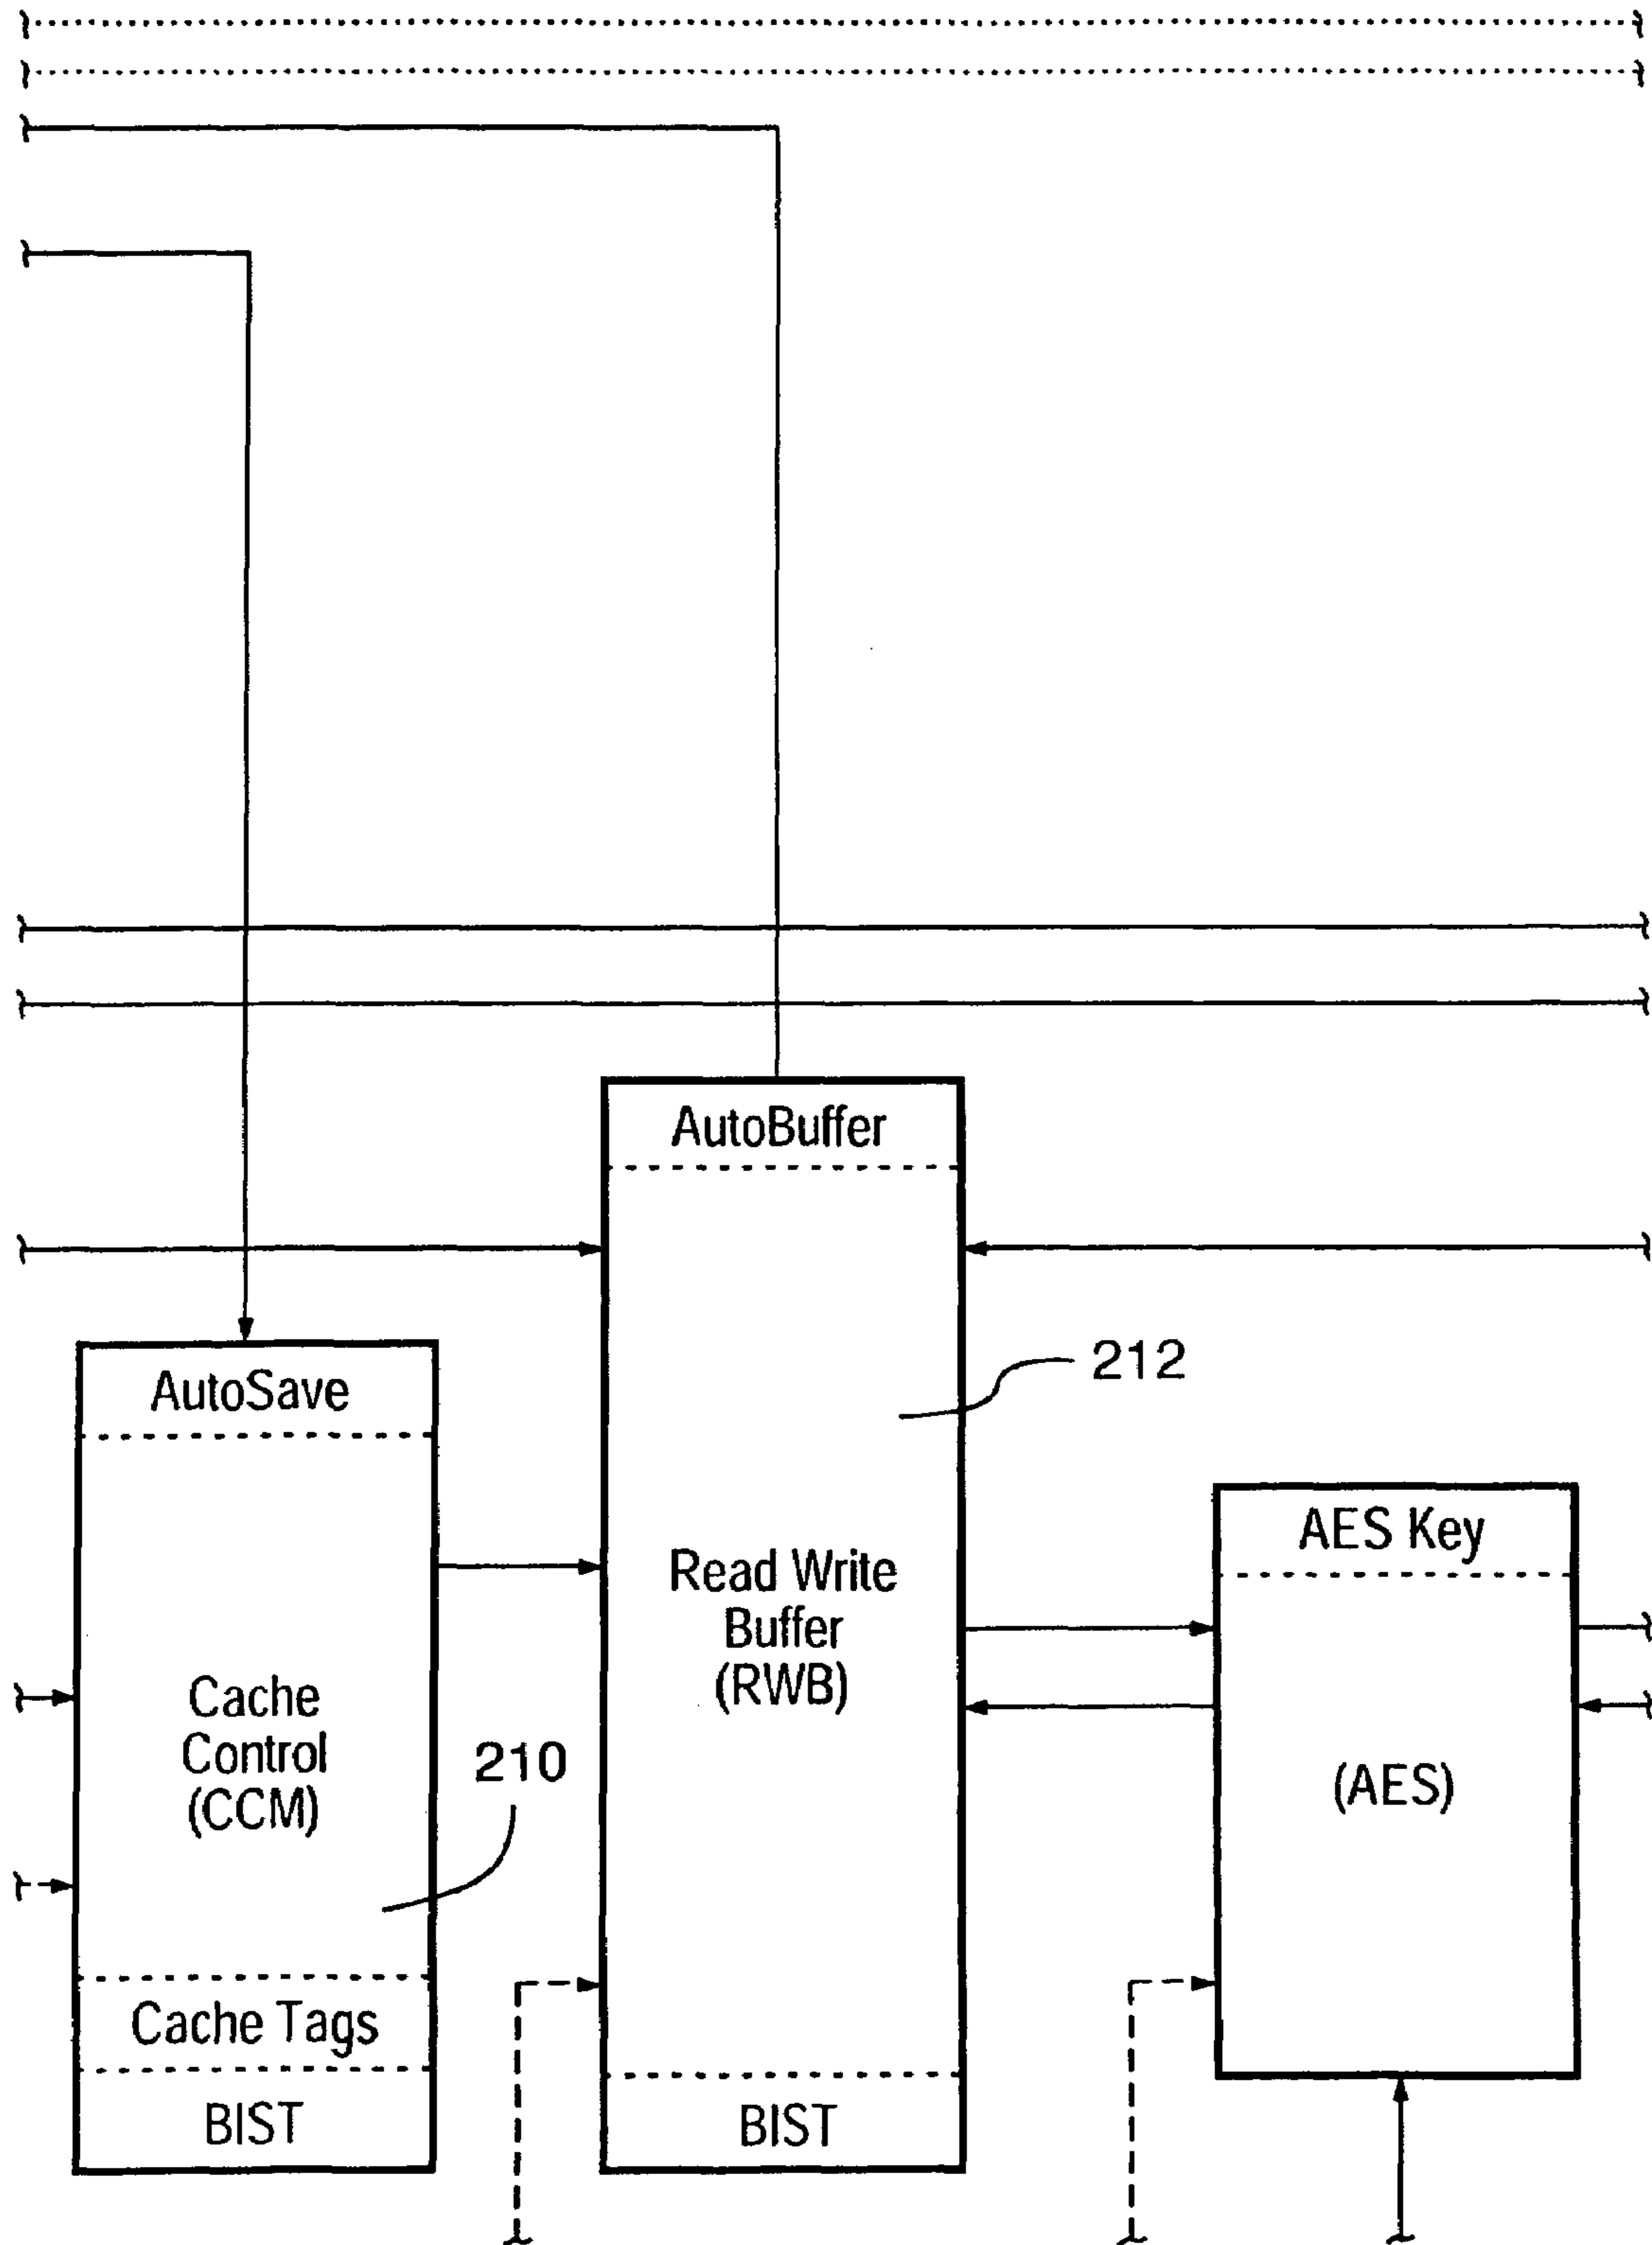 AutoBuffer
212
Read Write
Buffer
(RWB)
AutoSave
Cache
Control
(CCM)
210
Cache Tags
BIST
BIST
AES Key
(AES)